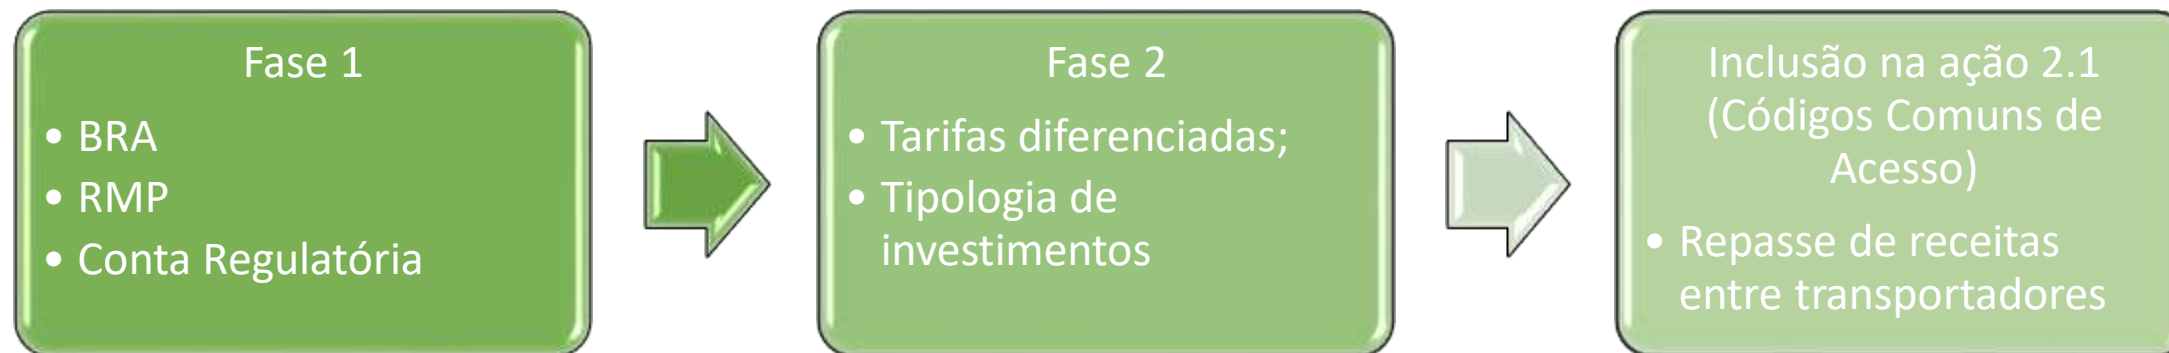 Fase 1
• BRA
• RMP
• Conta Regulatória
Fase 2
• Tarifas diferenciadas;
• Tipologia de
investimentos
Inclusão na ação 2.1
(Códigos Comuns de
Acesso)
• Repasse de receitas
entre transportadores